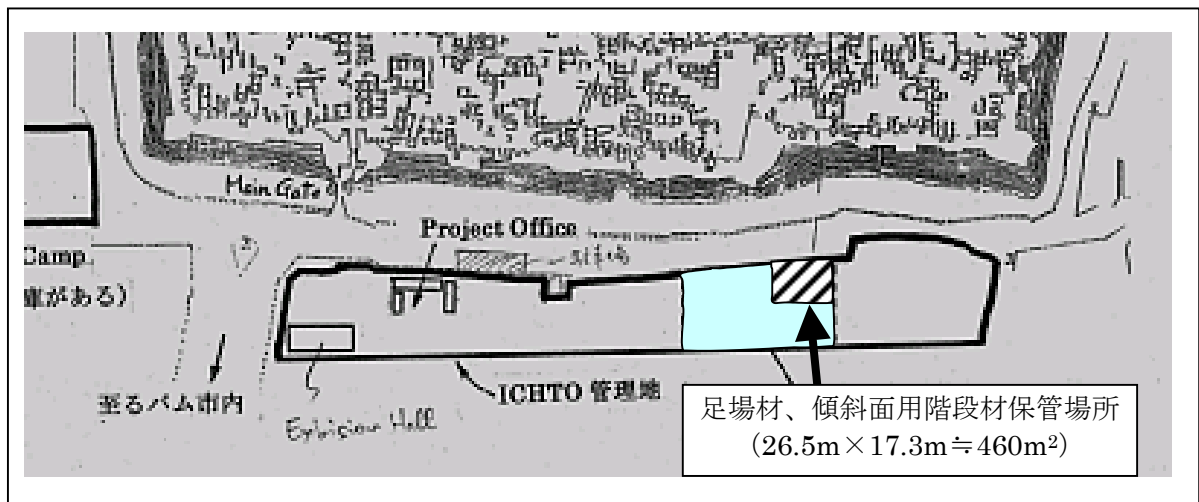 Main Gate
Project Office
Camp
庫がある)
至るバム市内
Exhibition Hall
ICHTO 管理地
足場材、傾斜面用階段材保管場所
(26.5m×17.3m≒460m²)